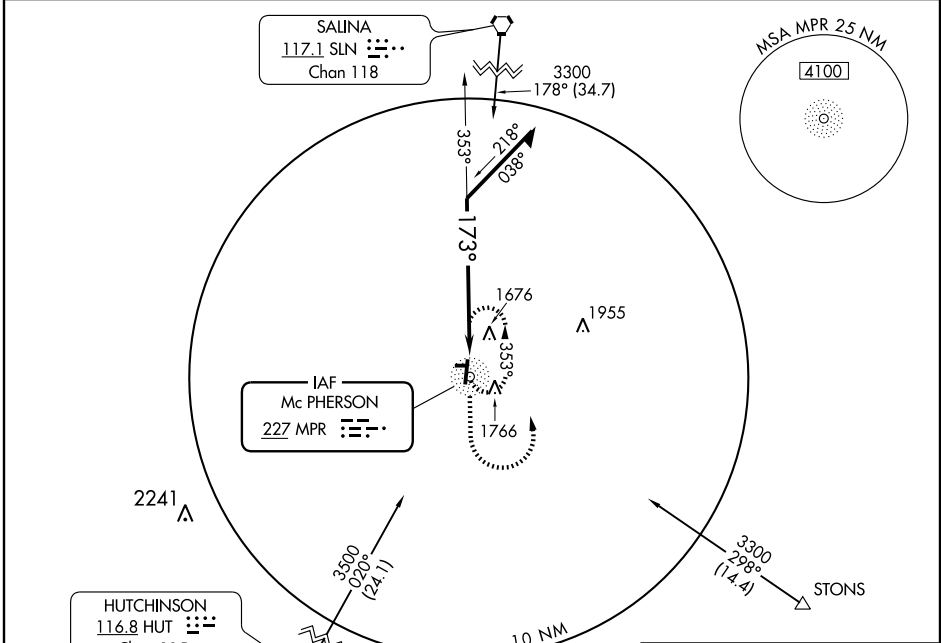 SALINA
117.1 SLN
Chan 118
3300
178° (34.7)
MSA MPR 25 NM
4100
353°
218°
038°
173°
1676
1955
353°
IAF
Mc PHERSON
227 MPR
1766
2241
3500
020°
(24.1)
3300
298°
(14.4)
STONS
HUTCHINSON
116.8 HUT
10 NM